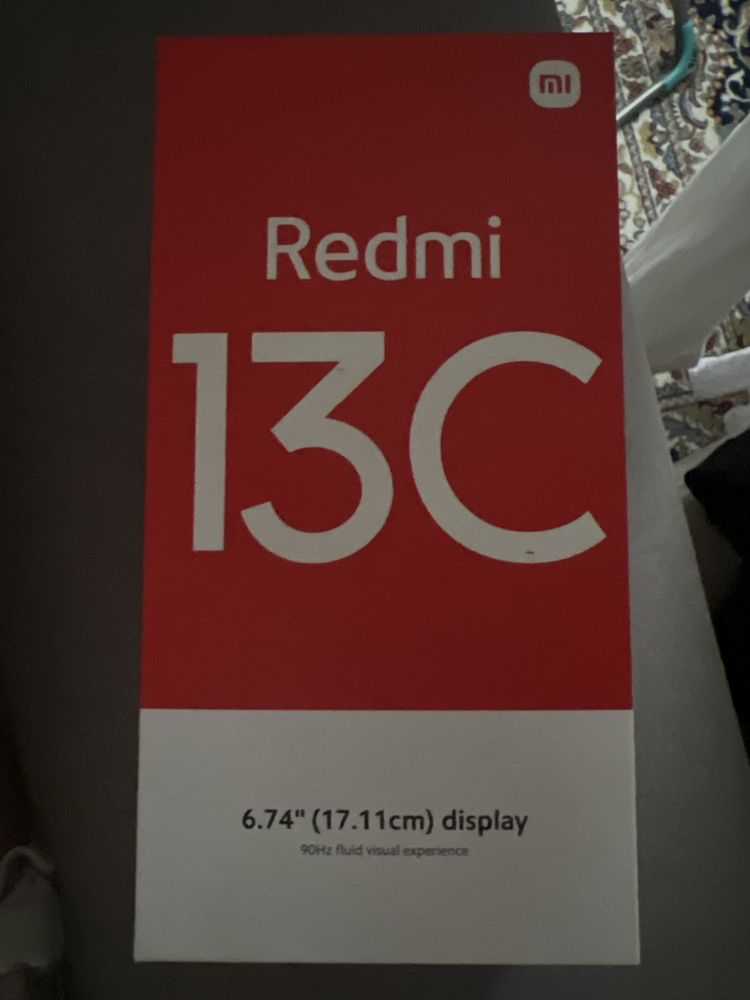 mi
Redmi
13C
6.74" (17.11cm) display
90Hz fluid visual experience